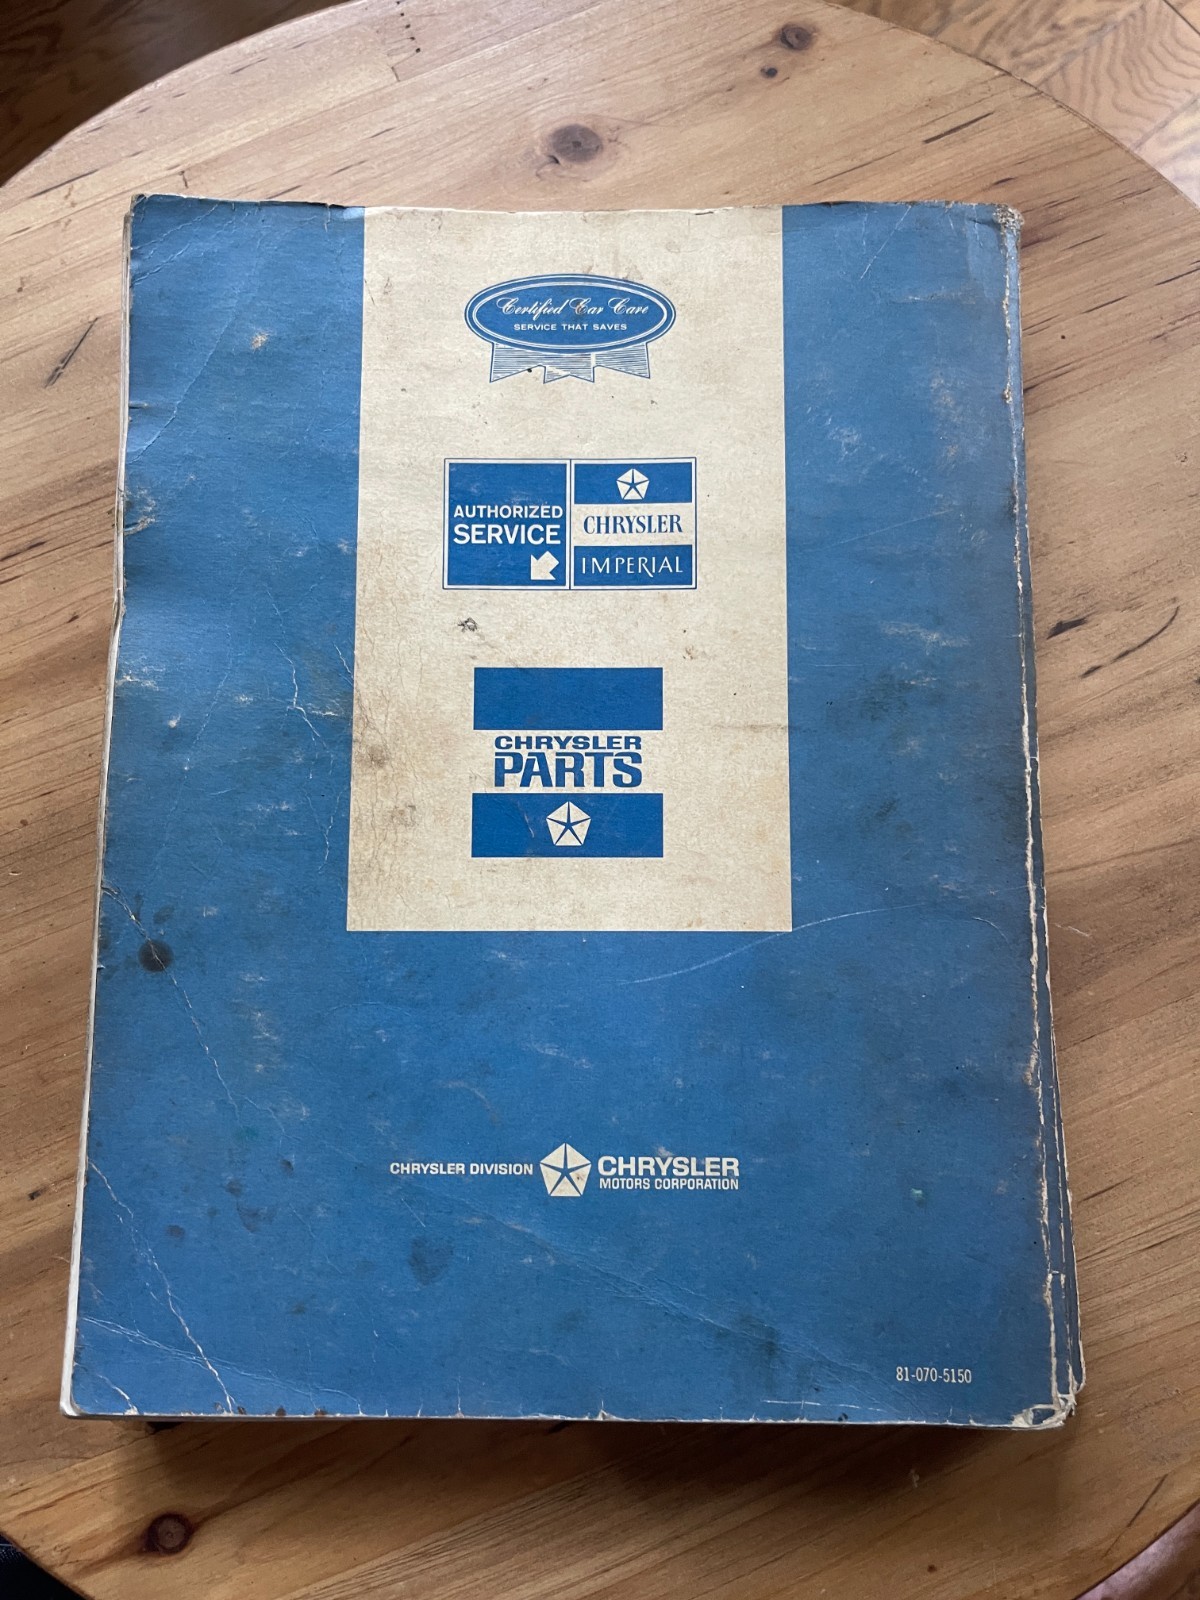 Certified Car Care
SERVICE THAT SAVES
AUTHORIZED
SERVICE
CHRYSLER
IMPERIAL
CHRYSLER
PARTS
CHRYSLER DIVISION
CHRYSLER
MOTORS CORPORATION
81-070-5150